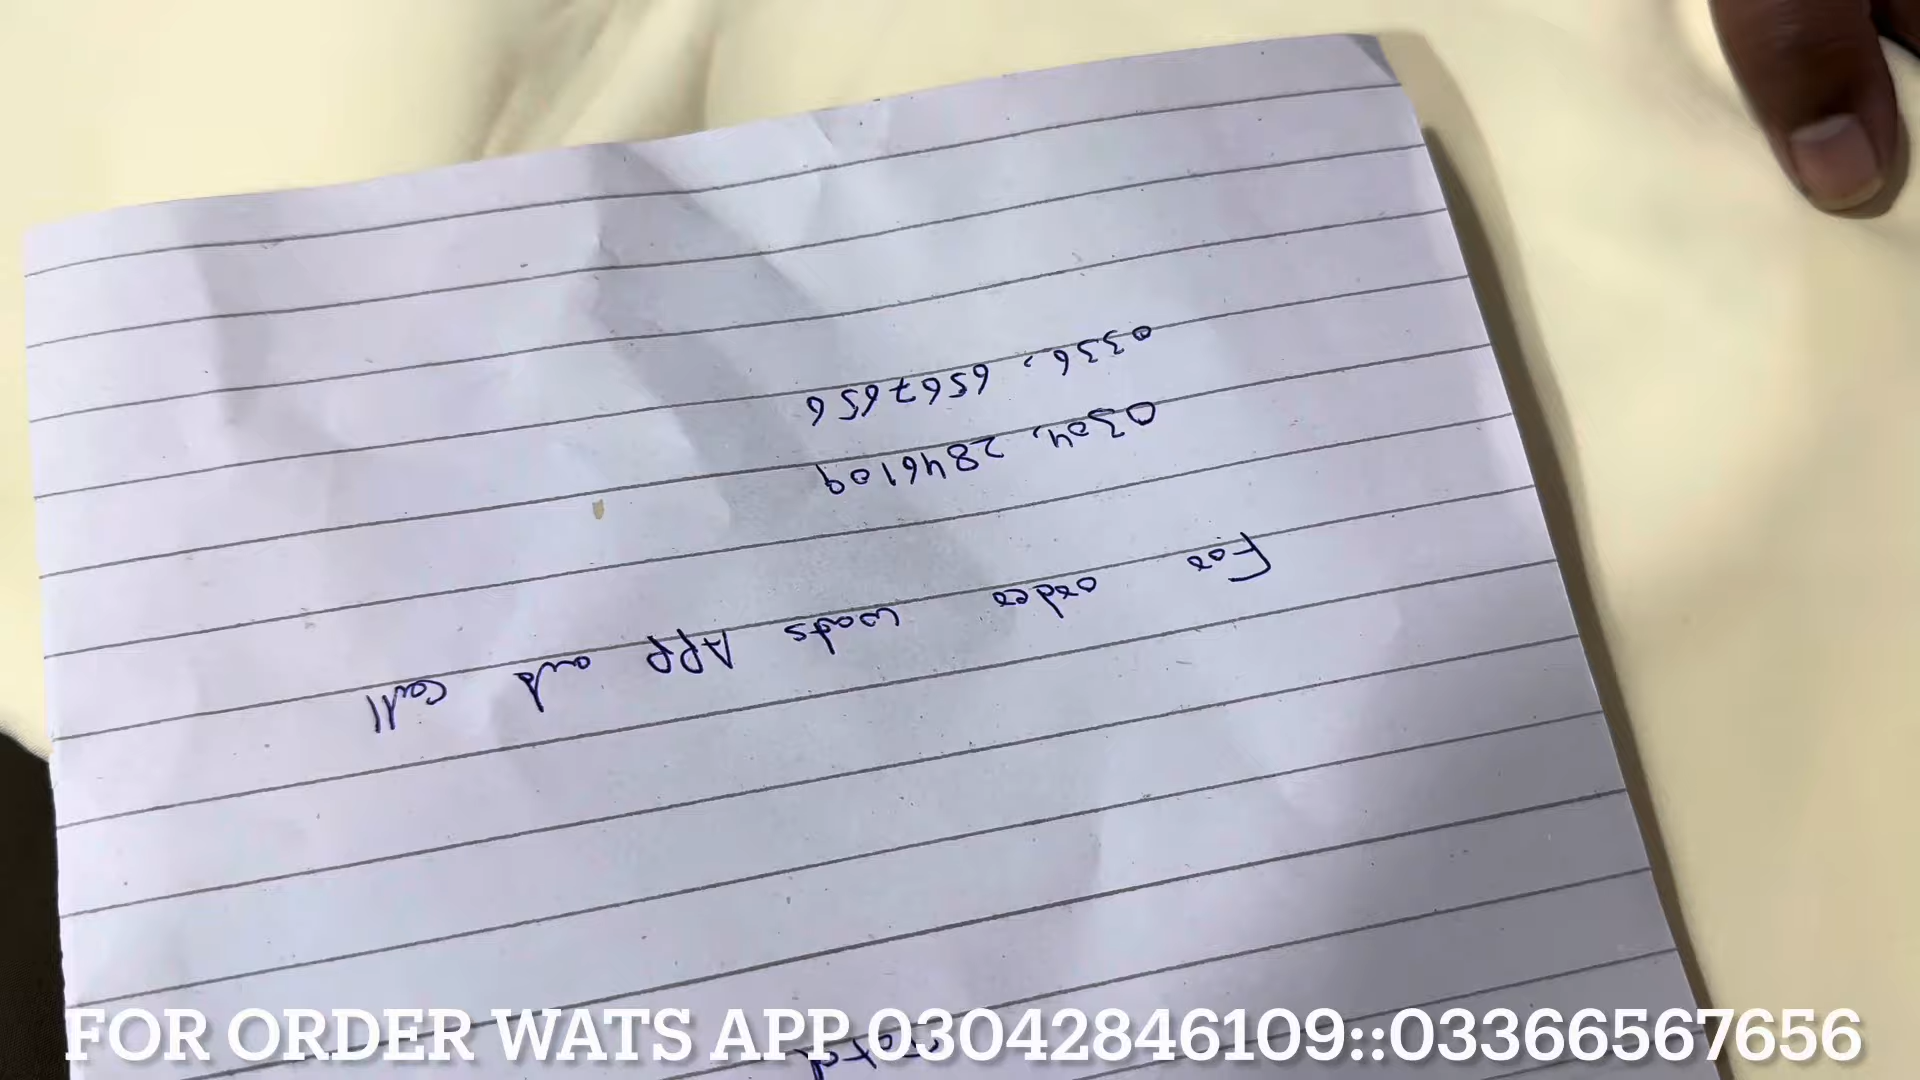 For order wats APP and call
0304, 2846109
0336, 6567656
FOR ORDER WATS APP 03042846109::03366567656